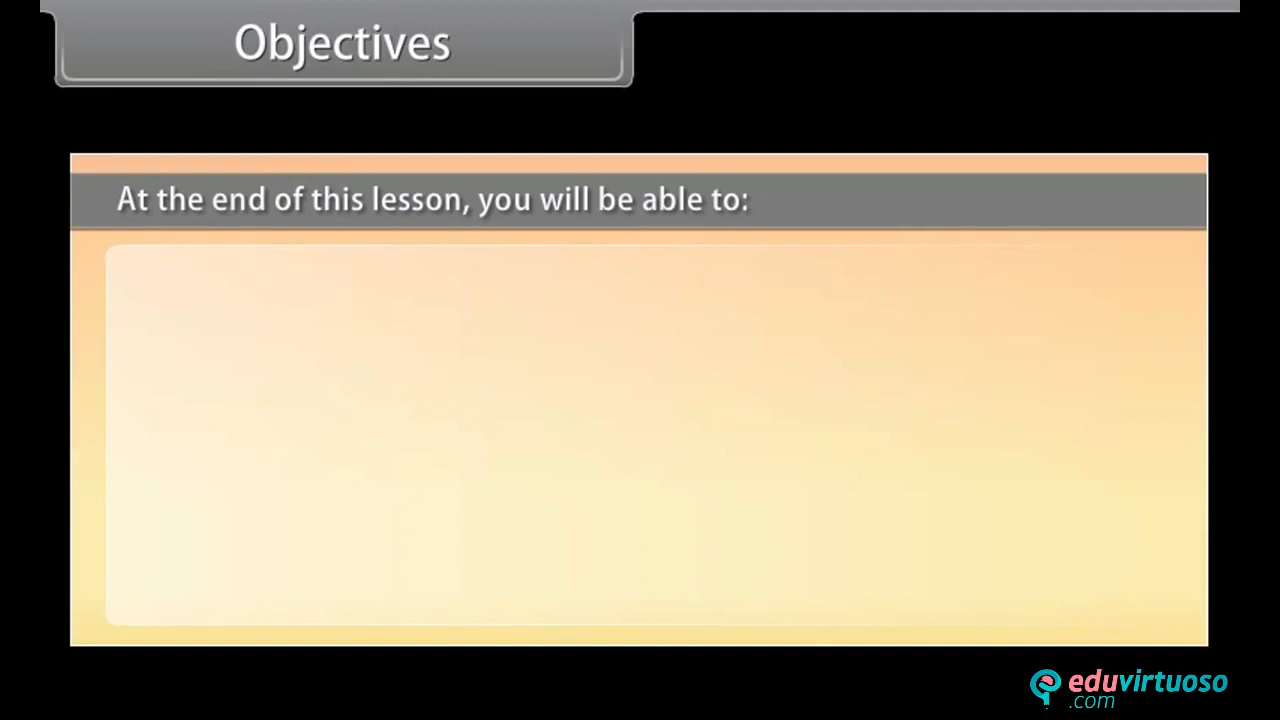 Objectives
At the end of this lesson, you will be able to:
eduvirtuoso
.com